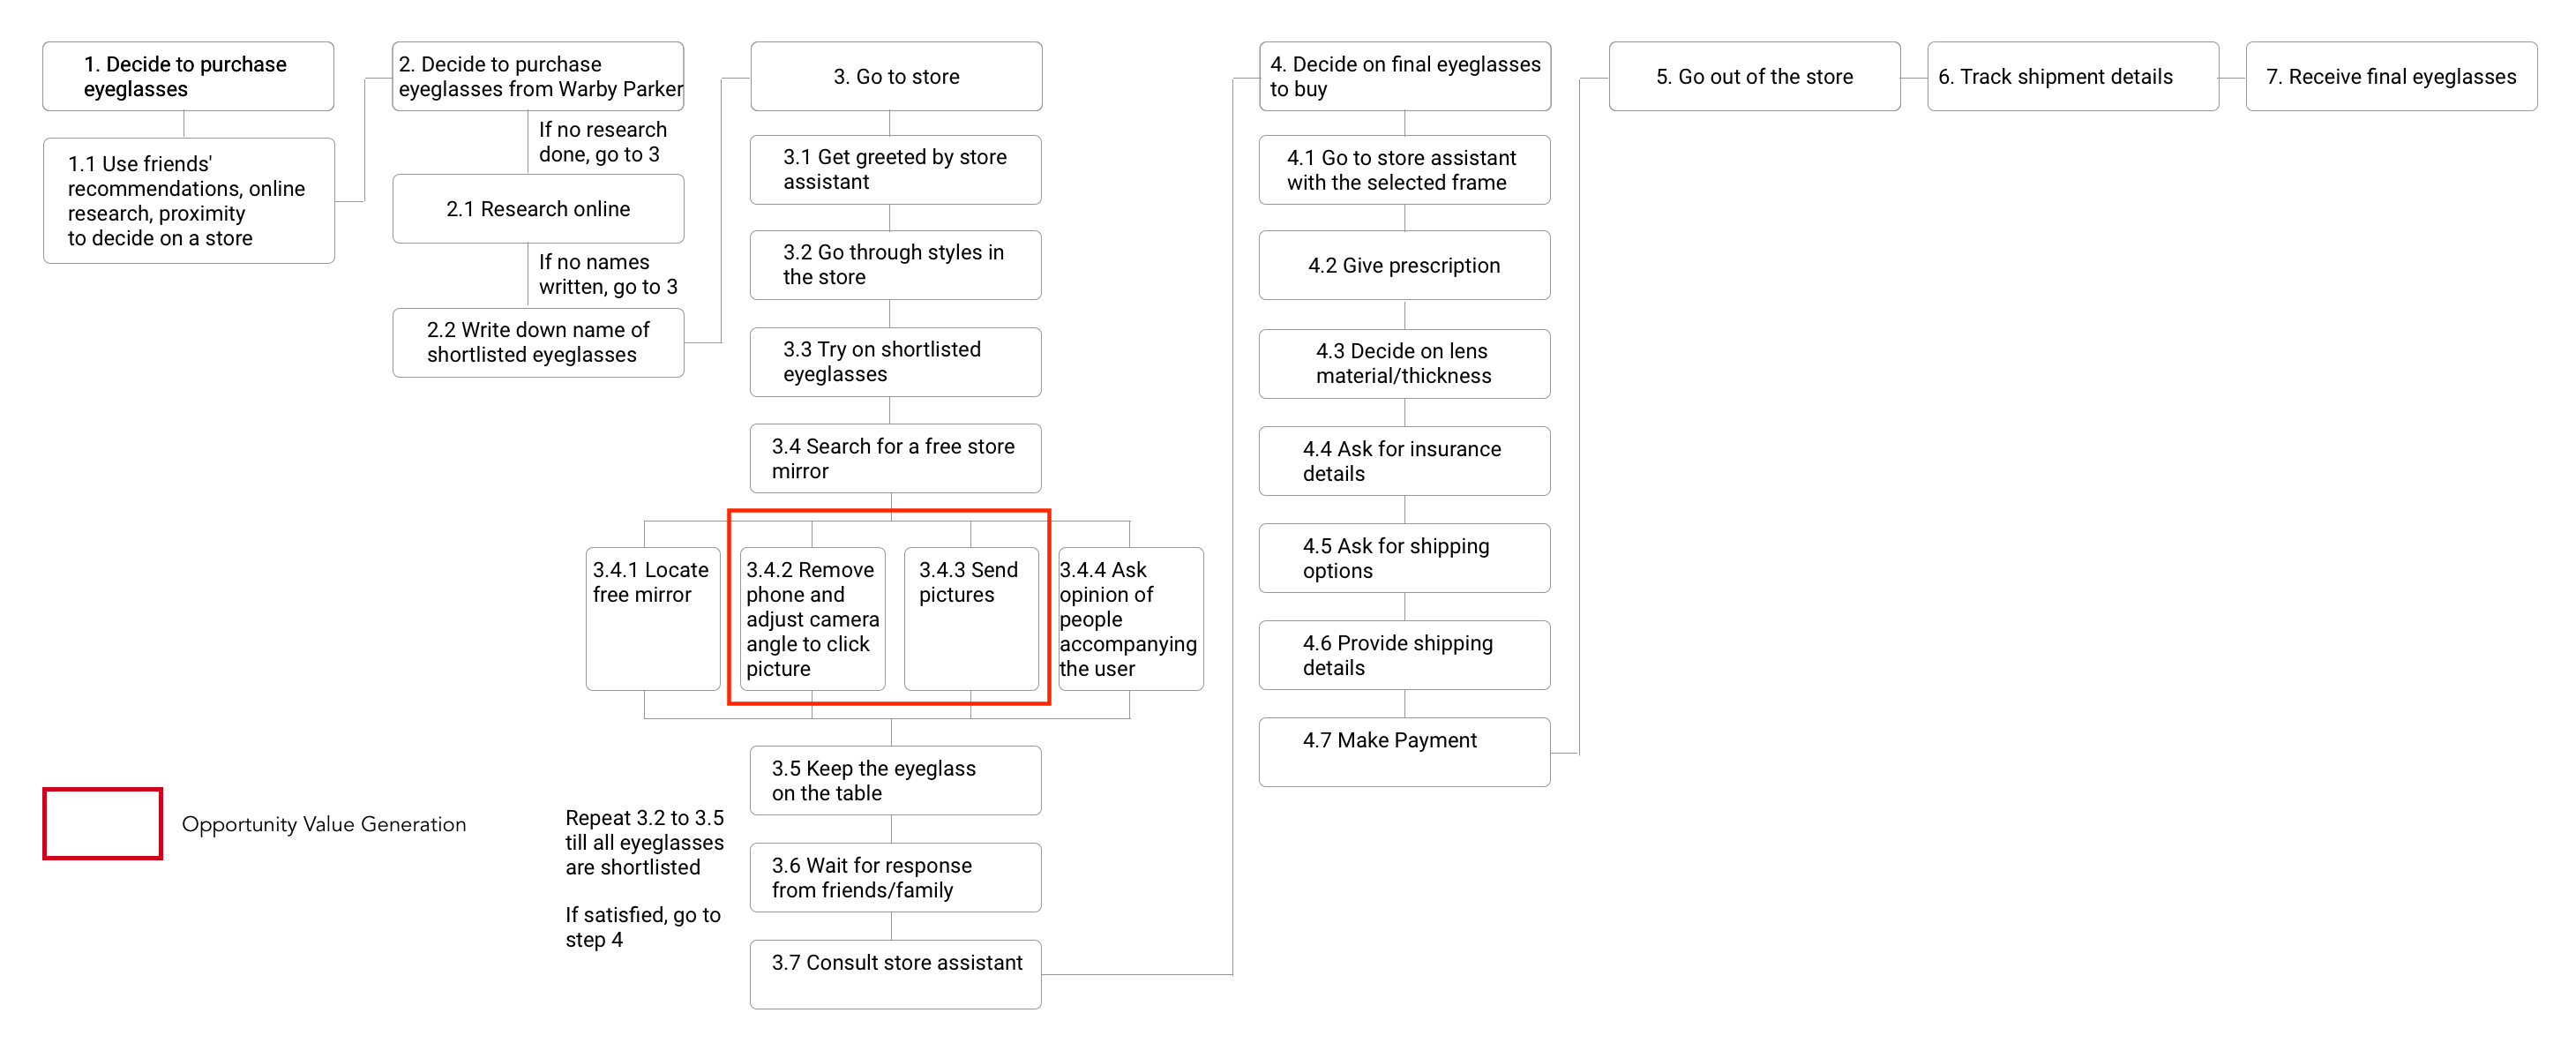 1. Decide to purchase
eyeglasses
1.1 Use friends'
recommendations, online
research, proximity
to decide on a store
2. Decide to purchase
eyeglasses from Warby Parker
If no research
done, go to 3
2.1 Research online
If no names
written, go to 3
2.2 Write down name of
shortlisted eyeglasses
3. Go to store
3.1 Get greeted by store
assistant
3.2 Go through styles in
the store
3.3 Try on shortlisted
eyeglasses
3.4 Search for a free store
mirror
3.4.1 Locate
free mirror
3.4.2 Remove
phone and
adjust camera
angle to click
picture
3.4.3 Send
pictures
3.4.4 Ask
opinion of
people
accompanying
the user
3.5 Keep the eyeglass
on the table
3.6 Wait for response
from friends/family
3.7 Consult store assistant
Repeat 3.2 to 3.5
till all eyeglasses
are shortlisted
If satisfied, go to
step 4
4. Decide on final eyeglasses
to buy
4.1 Go to store assistant
with the selected frame
4.2 Give prescription
4.3 Decide on lens
material/thickness
4.4 Ask for insurance
details
4.5 Ask for shipping
options
4.6 Provide shipping
details
4.7 Make Payment
5. Go out of the store
6. Track shipment details
7. Receive final eyeglasses
Opportunity Value Generation